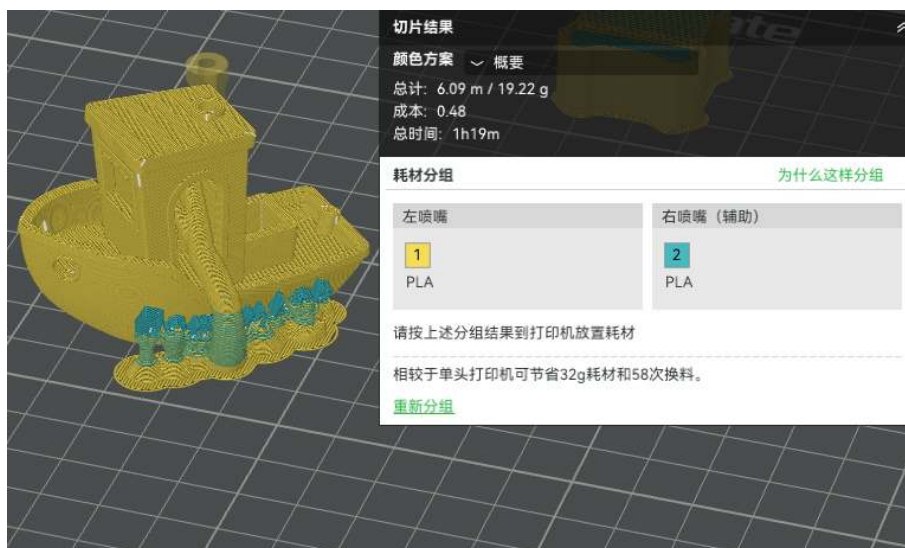 切片结果
颜色方案 概要
总计: 6.09 m / 19.22 g
成本: 0.48
总时间: 1h19m
耗材分组 为什么这样分组
左喷嘴 右喷嘴（辅助）
1 2
PLA PLA
请按上述分组结果到打印机放置耗材
相较于单头打印机可节省32g耗材和58次换料。
重新分组